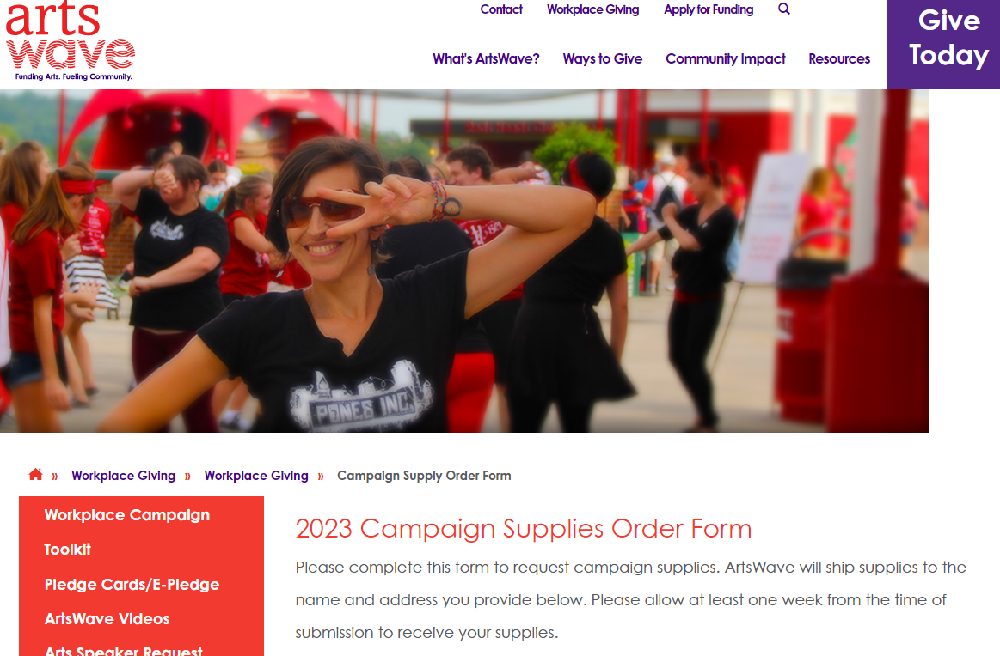 arts
wave
Funding Arts. Fueling Community.
Contact Workplace Giving Apply for Funding
What's ArtsWave? Ways to Give Community Impact Resources
Give
Today
PONES INC.
» Workplace Giving » Workplace Giving » Campaign Supply Order Form
Workplace Campaign
Toolkit
Pledge Cards/E-Pledge
ArtsWave Videos
Arts Speaker Request
2023 Campaign Supplies Order Form
Please complete this form to request campaign supplies. ArtsWave will ship supplies to the
name and address you provide below. Please allow at least one week from the time of
submission to receive your supplies.